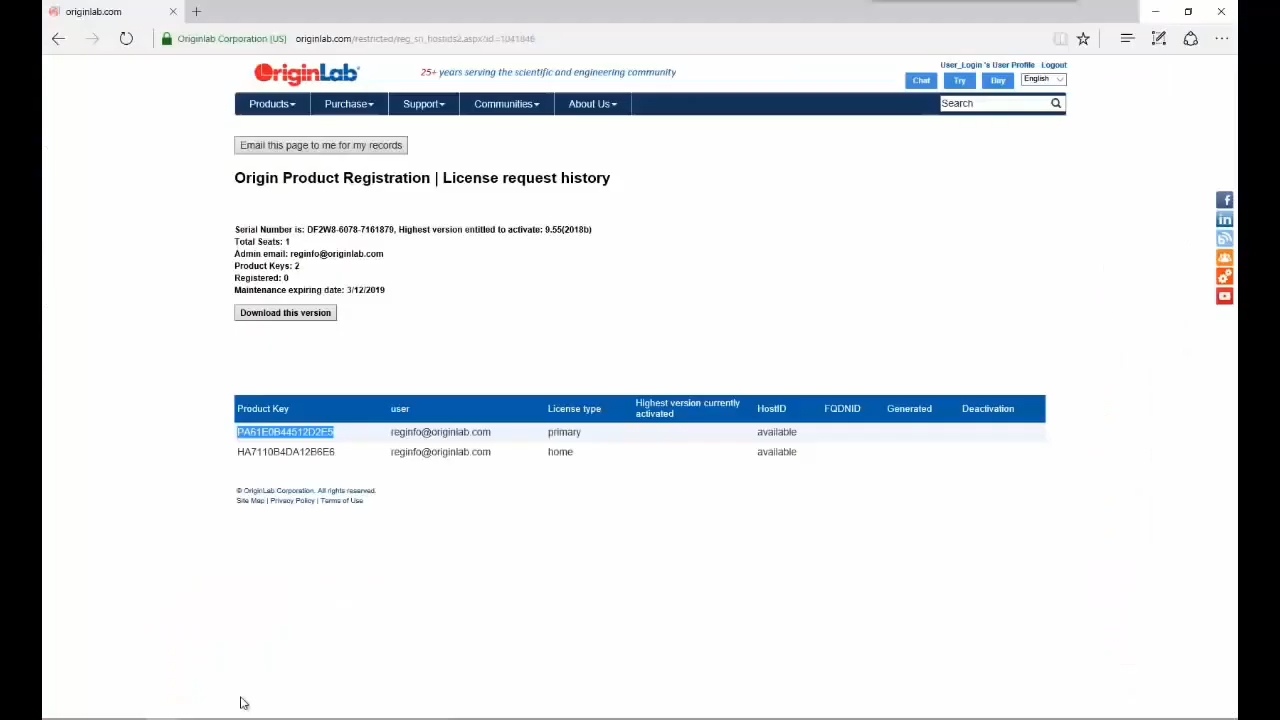 originlab.com
Originlab Corporation [US] originlab.com/restricted/reg_sn_hostids2.aspx?id=1041846
OriginLab
25+ years serving the scientific and engineering community
User_Login 's User Profile Logout
Chat Try Buy English
Products Purchase Support Communities About Us Search
Email this page to me for my records
Origin Product Registration | License request history
Serial Number is: DF2W8-6078-7161879, Highest version entitled to activate: 9.55(2018b)
Total Seats: 1
Admin email: reginfo@originlab.com
Product Keys: 2
Registered: 0
Maintenance expiring date: 3/12/2019
Download this version
Product Key user License type Highest version currently activated HostID FQDNID Generated Deactivation
PA61E0B44512D2E5 reginfo@originlab.com primary available
HA7110B4DA12B6E6 reginfo@originlab.com home available
© OriginLab Corporation. All rights reserved.
Site Map | Privacy Policy | Terms of Use